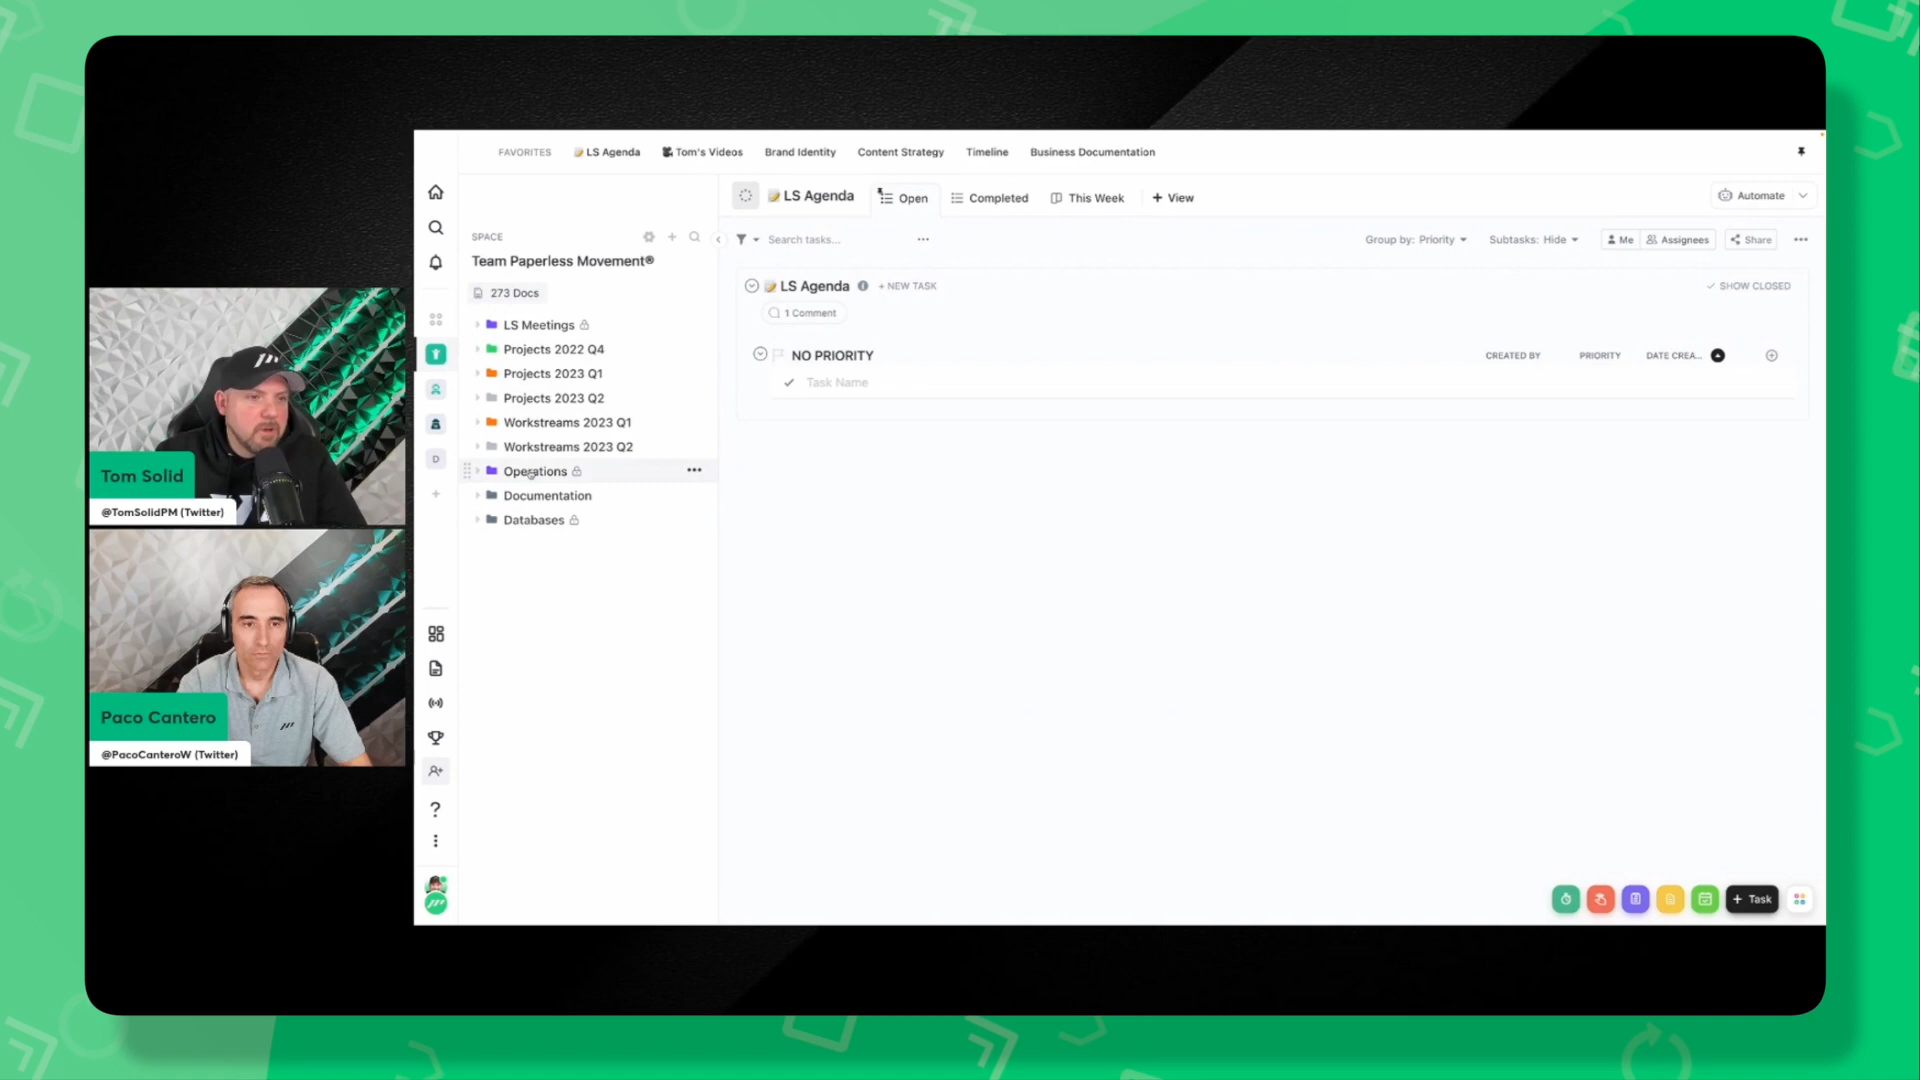 FAVORITES LS Agenda Tom's Videos Brand Identity Content Strategy Timeline Business Documentation
LS Agenda Open Completed This Week + View Automate
SPACE
Search tasks... Group by: Priority Subtasks: Hide Me Assignees Share
Team Paperless Movement®
273 Docs
LS Meetings
Projects 2022 Q4
Projects 2023 Q1
Projects 2023 Q2
Workstreams 2023 Q1
Workstreams 2023 Q2
Operations
Documentation
Databases
D
LS Agenda + NEW TASK SHOW CLOSED
1 Comment
NO PRIORITY CREATED BY PRIORITY DATE CREA...
Task Name
Tom Solid
@TomSolidPM (Twitter)
Paco Cantero
@PacoCanteroW (Twitter)
+ Task